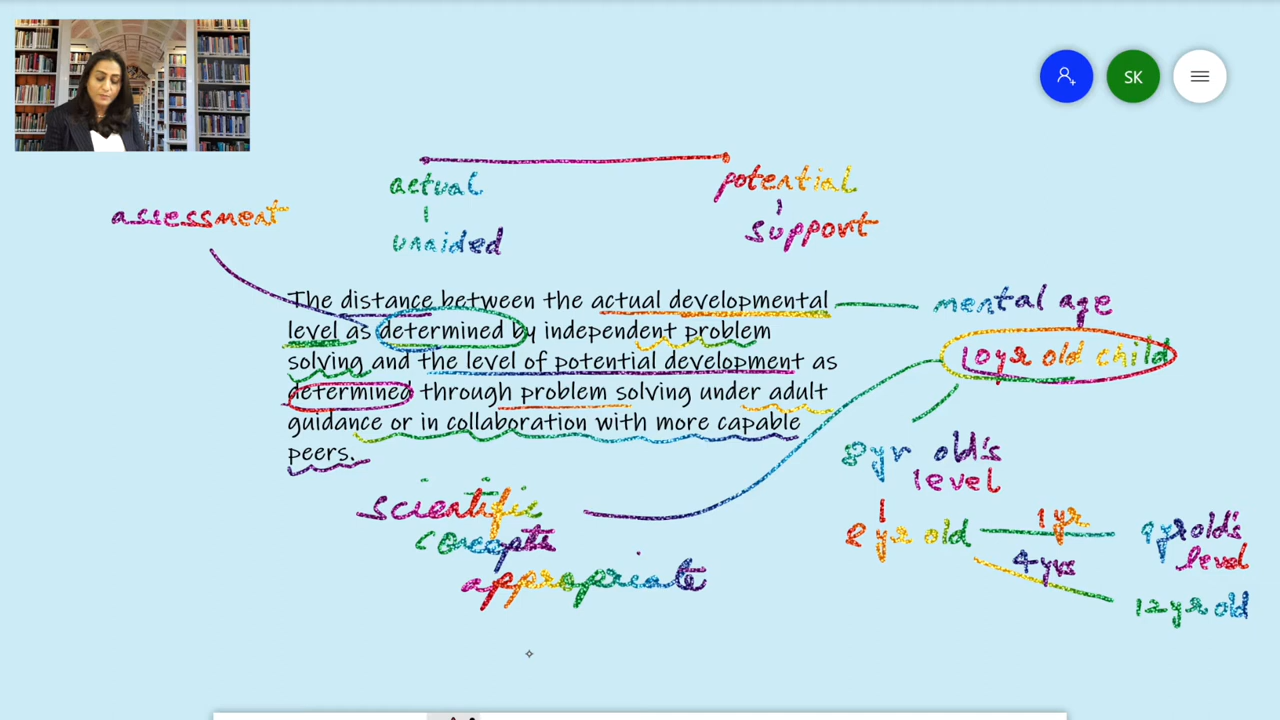 SK
actual
unaided
potential
support
assessment
The distance between the actual developmental
level as determined by independent problem
solving and the level of potential development as
determined through problem solving under adult
guidance or in collaboration with more capable
peers.
mental age
10yr old child
8yr old's
level
8yr old
1yr
9yr old's
level
4yrs
12yr old
scientific
concepts
appropriate